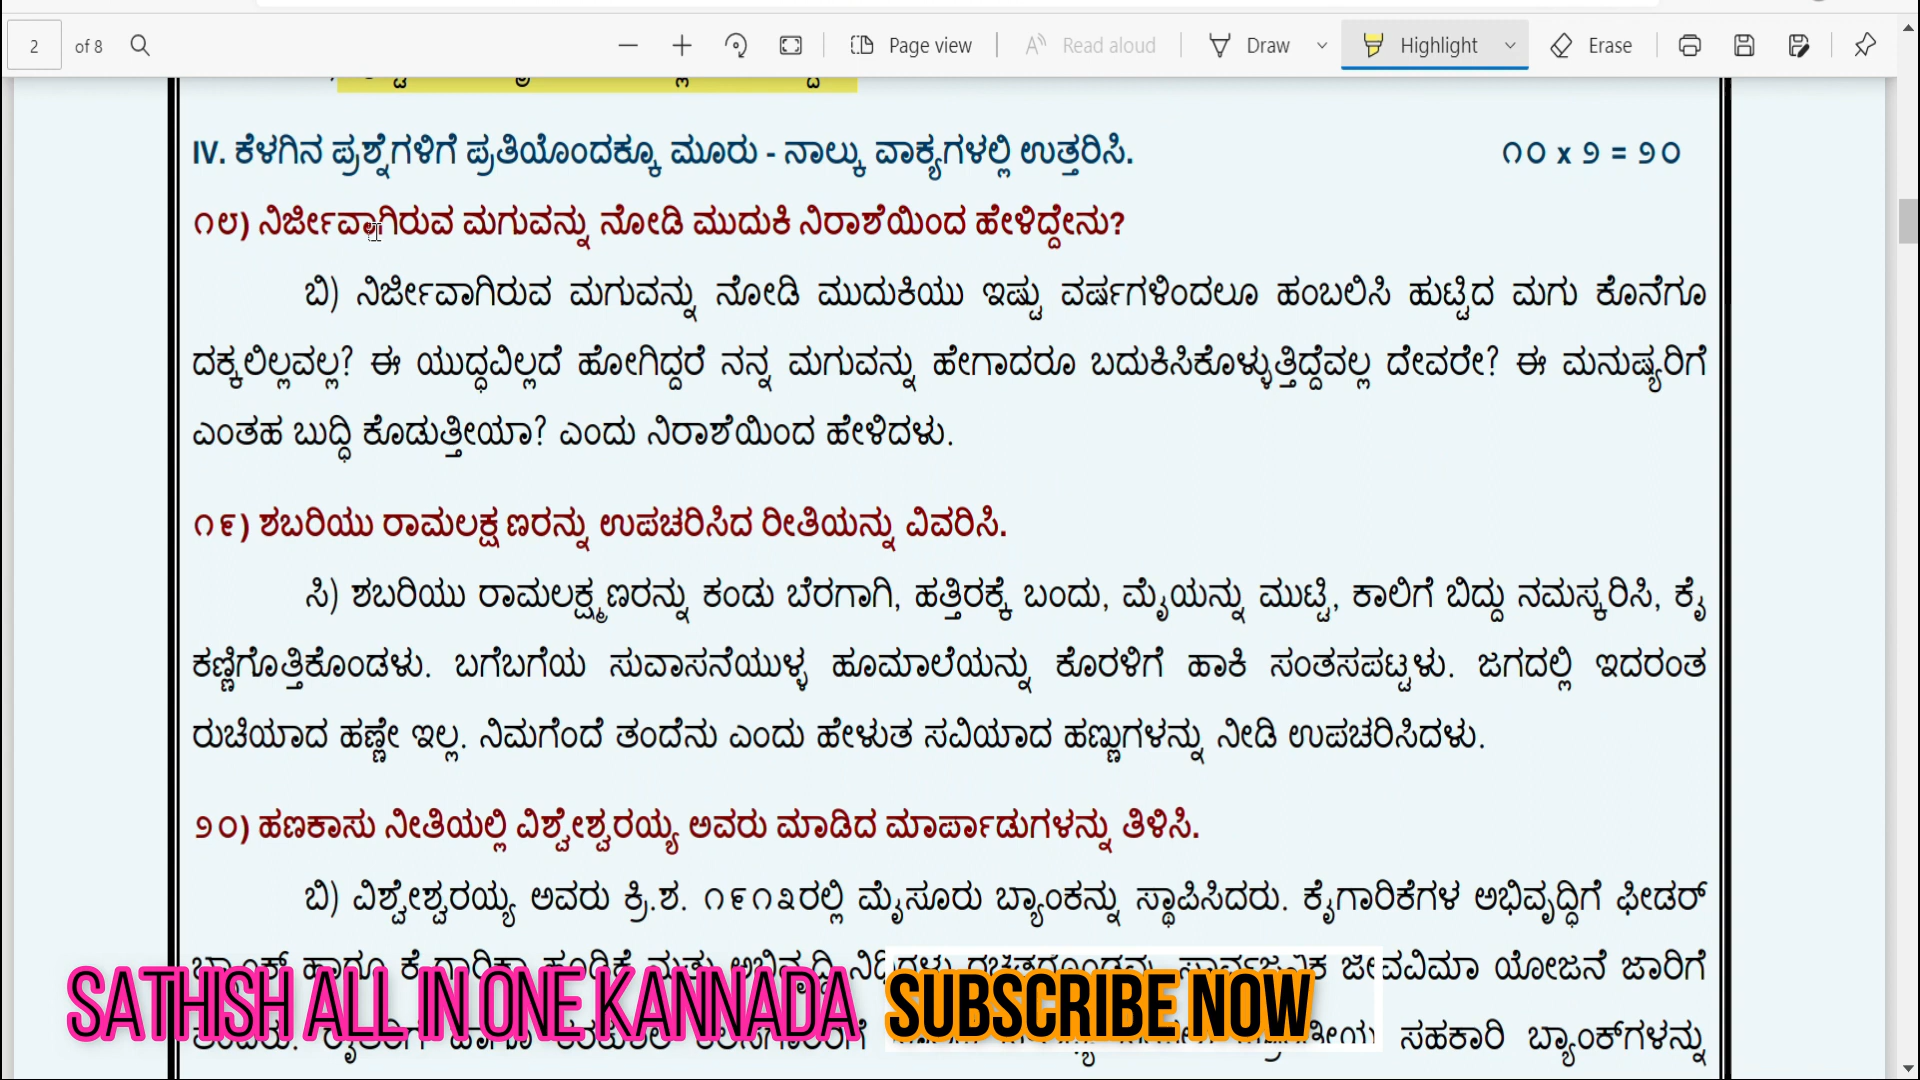 2 of 8 Page view Read aloud Draw Highlight Erase
IV. ಕೆಳಗಿನ ಪ್ರಶ್ನೆಗಳಿಗೆ ಪ್ರತಿಯೊಂದಕ್ಕೂ ಮೂರು - ನಾಲ್ಕು ವಾಕ್ಯಗಳಲ್ಲಿ ಉತ್ತರಿಸಿ. ೧೦ x ೨ = ೨೦
೧೮) ನಿರ್ಜೀವಾಗಿರುವ ಮಗುವನ್ನು ನೋಡಿ ಮುದುಕಿ ನಿರಾಶೆಯಿಂದ ಹೇಳಿದ್ದೇನು?
ಬಿ) ನಿರ್ಜೀವಾಗಿರುವ ಮಗುವನ್ನು ನೋಡಿ ಮುದುಕಿಯು ಇಷ್ಟು ವರ್ಷಗಳಿಂದಲೂ ಹಂಬಲಿಸಿ ಹುಟ್ಟಿದ ಮಗು ಕೊನೆಗೂ
ದಕ್ಕಲಿಲ್ಲವಲ್ಲ? ಈ ಯುದ್ಧವಿಲ್ಲದೆ ಹೋಗಿದ್ದರೆ ನನ್ನ ಮಗುವನ್ನು ಹೇಗಾದರೂ ಬದುಕಿಸಿಕೊಳ್ಳುತ್ತಿದ್ದೆವಲ್ಲ ದೇವರೇ? ಈ ಮನುಷ್ಯರಿಗೆ
ಎಂತಹ ಬುದ್ಧಿ ಕೊಡುತ್ತೀಯಾ? ಎಂದು ನಿರಾಶೆಯಿಂದ ಹೇಳಿದಳು.
೧೯) ಶಬರಿಯು ರಾಮಲಕ್ಷಣರನ್ನು ಉಪಚರಿಸಿದ ರೀತಿಯನ್ನು ವಿವರಿಸಿ.
ಸಿ) ಶಬರಿಯು ರಾಮಲಕ್ಷ್ಮಣರನ್ನು ಕಂಡು ಬೆರಗಾಗಿ, ಹತ್ತಿರಕ್ಕೆ ಬಂದು, ಮೈಯನ್ನು ಮುಟ್ಟಿ, ಕಾಲಿಗೆ ಬಿದ್ದು ನಮಸ್ಕರಿಸಿ, ಕೈ
ಕಣ್ಣಿಗೊತ್ತಿಕೊಂಡಳು. ಬಗೆಬಗೆಯ ಸುವಾಸನೆಯುಳ್ಳ ಹೂಮಾಲೆಯನ್ನು ಕೊರಳಿಗೆ ಹಾಕಿ ಸಂತಸಪಟ್ಟಳು. ಜಗದಲ್ಲಿ ಇದರಂತ
ರುಚಿಯಾದ ಹಣ್ಣೇ ಇಲ್ಲ. ನಿಮಗೆಂದೆ ತಂದೆನು ಎಂದು ಹೇಳುತ ಸವಿಯಾದ ಹಣ್ಣುಗಳನ್ನು ನೀಡಿ ಉಪಚರಿಸಿದಳು.
೨೦) ಹಣಕಾಸು ನೀತಿಯಲ್ಲಿ ವಿಶ್ವೇಶ್ವರಯ್ಯ ಅವರು ಮಾಡಿದ ಮಾರ್ಪಾಡುಗಳನ್ನು ತಿಳಿಸಿ.
ಬಿ) ವಿಶ್ವೇಶ್ವರಯ್ಯ ಅವರು ಕ್ರಿ.ಶ. ೧೯೧೩ರಲ್ಲಿ ಮೈಸೂರು ಬ್ಯಾಂಕನ್ನು ಸ್ಥಾಪಿಸಿದರು. ಕೈಗಾರಿಕೆಗಳ ಅಭಿವೃದ್ಧಿಗೆ ಫೀಡರ್
ಜೀವವಿಮಾ ಯೋಜನೆ ಜಾರಿಗೆ
ಸಹಕಾರಿ ಬ್ಯಾಂಕ್‌ಗಳನ್ನು
SATHISH ALL IN ONE KANNADA SUBSCRIBE NOW